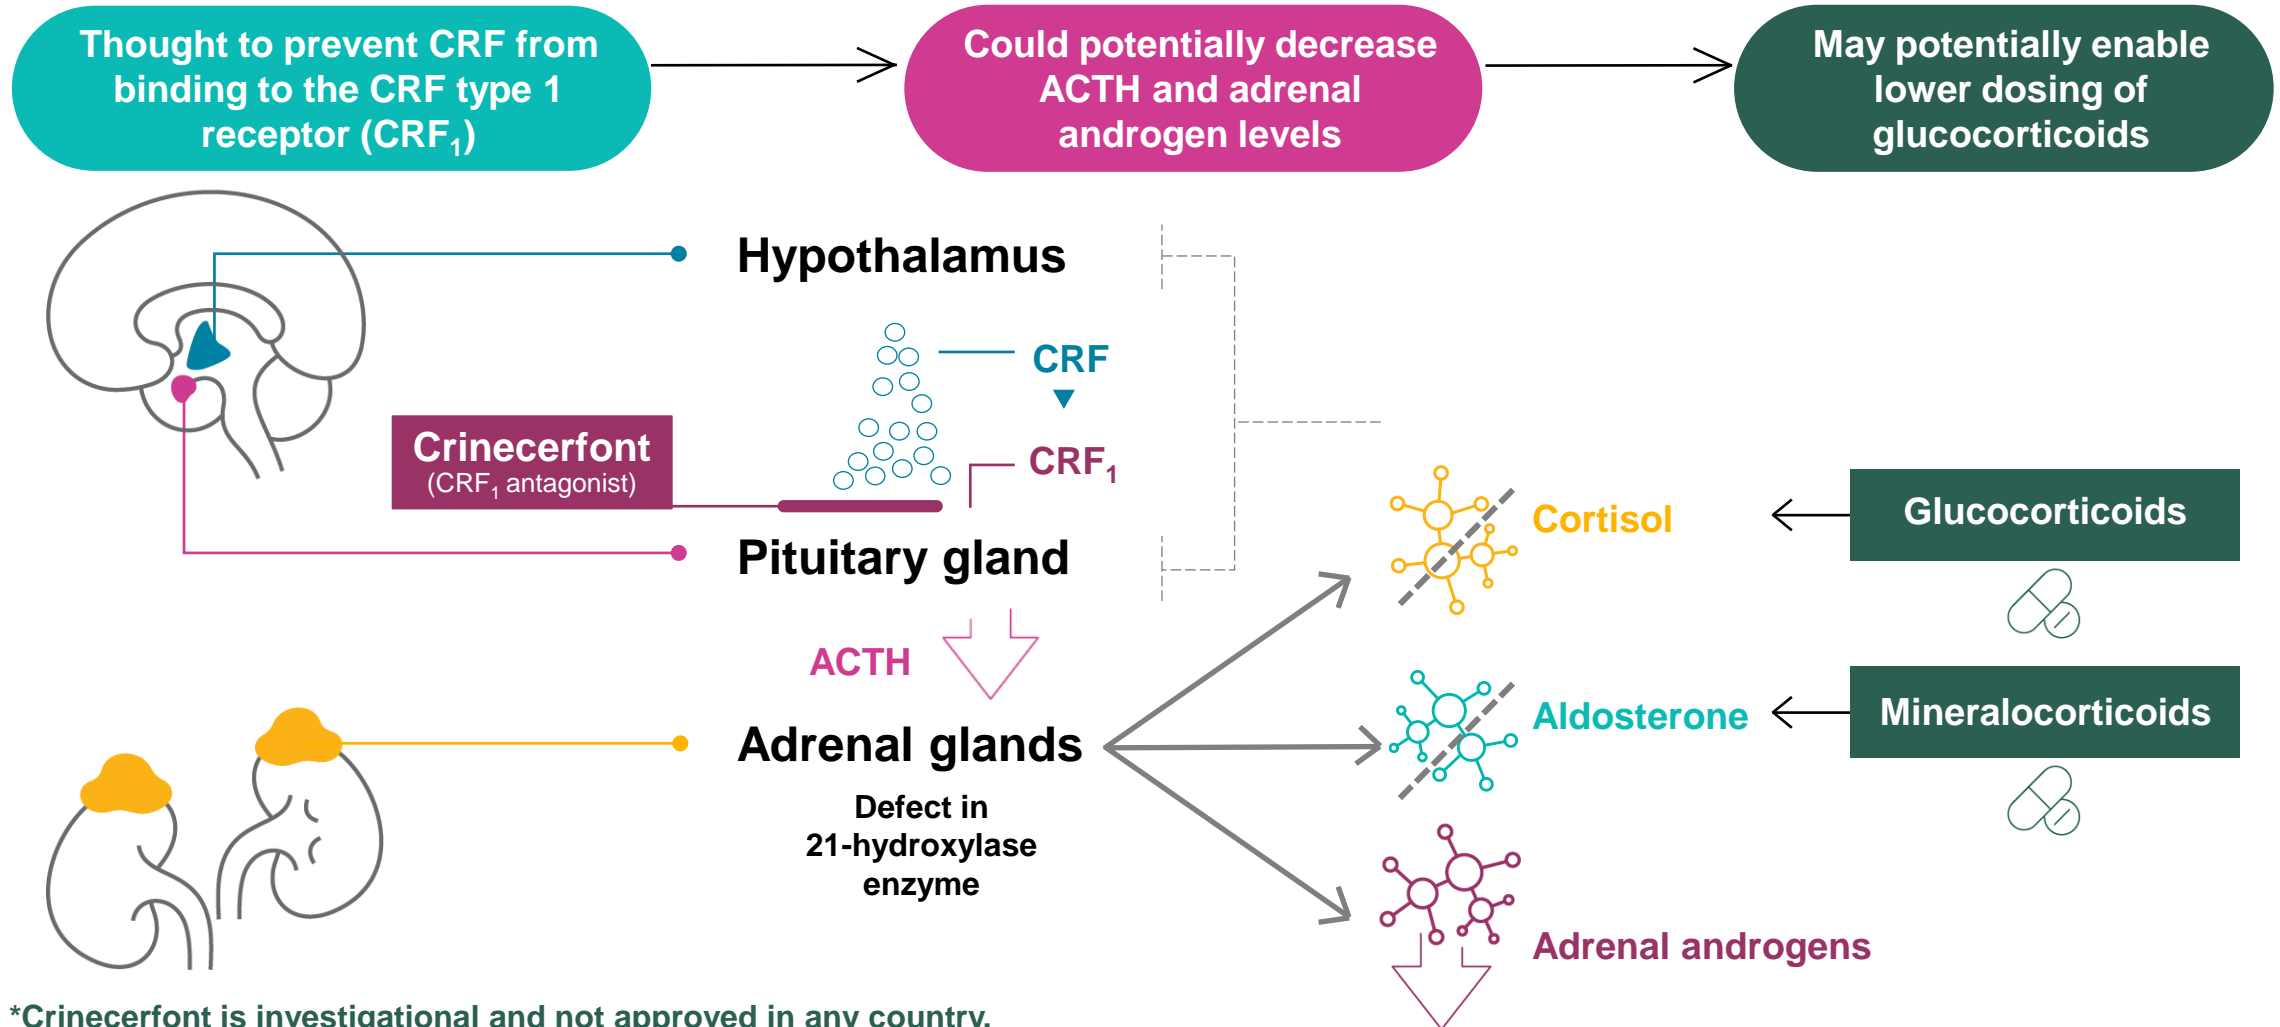 Thought to prevent CRF from
binding to the CRF type 1
receptor (CRF₁)
Could potentially decrease
ACTH and adrenal
androgen levels
May potentially enable
lower dosing of
glucocorticoids
Hypothalamus
CRF
CRF₁
Crinecerfont
(CRF₁ antagonist)
Pituitary gland
ACTH
Adrenal glands
Defect in
21-hydroxylase
enzyme
Cortisol
Glucocorticoids
Aldosterone
Mineralocorticoids
Adrenal androgens
*Crinecerfont is investigational and not approved in any country.